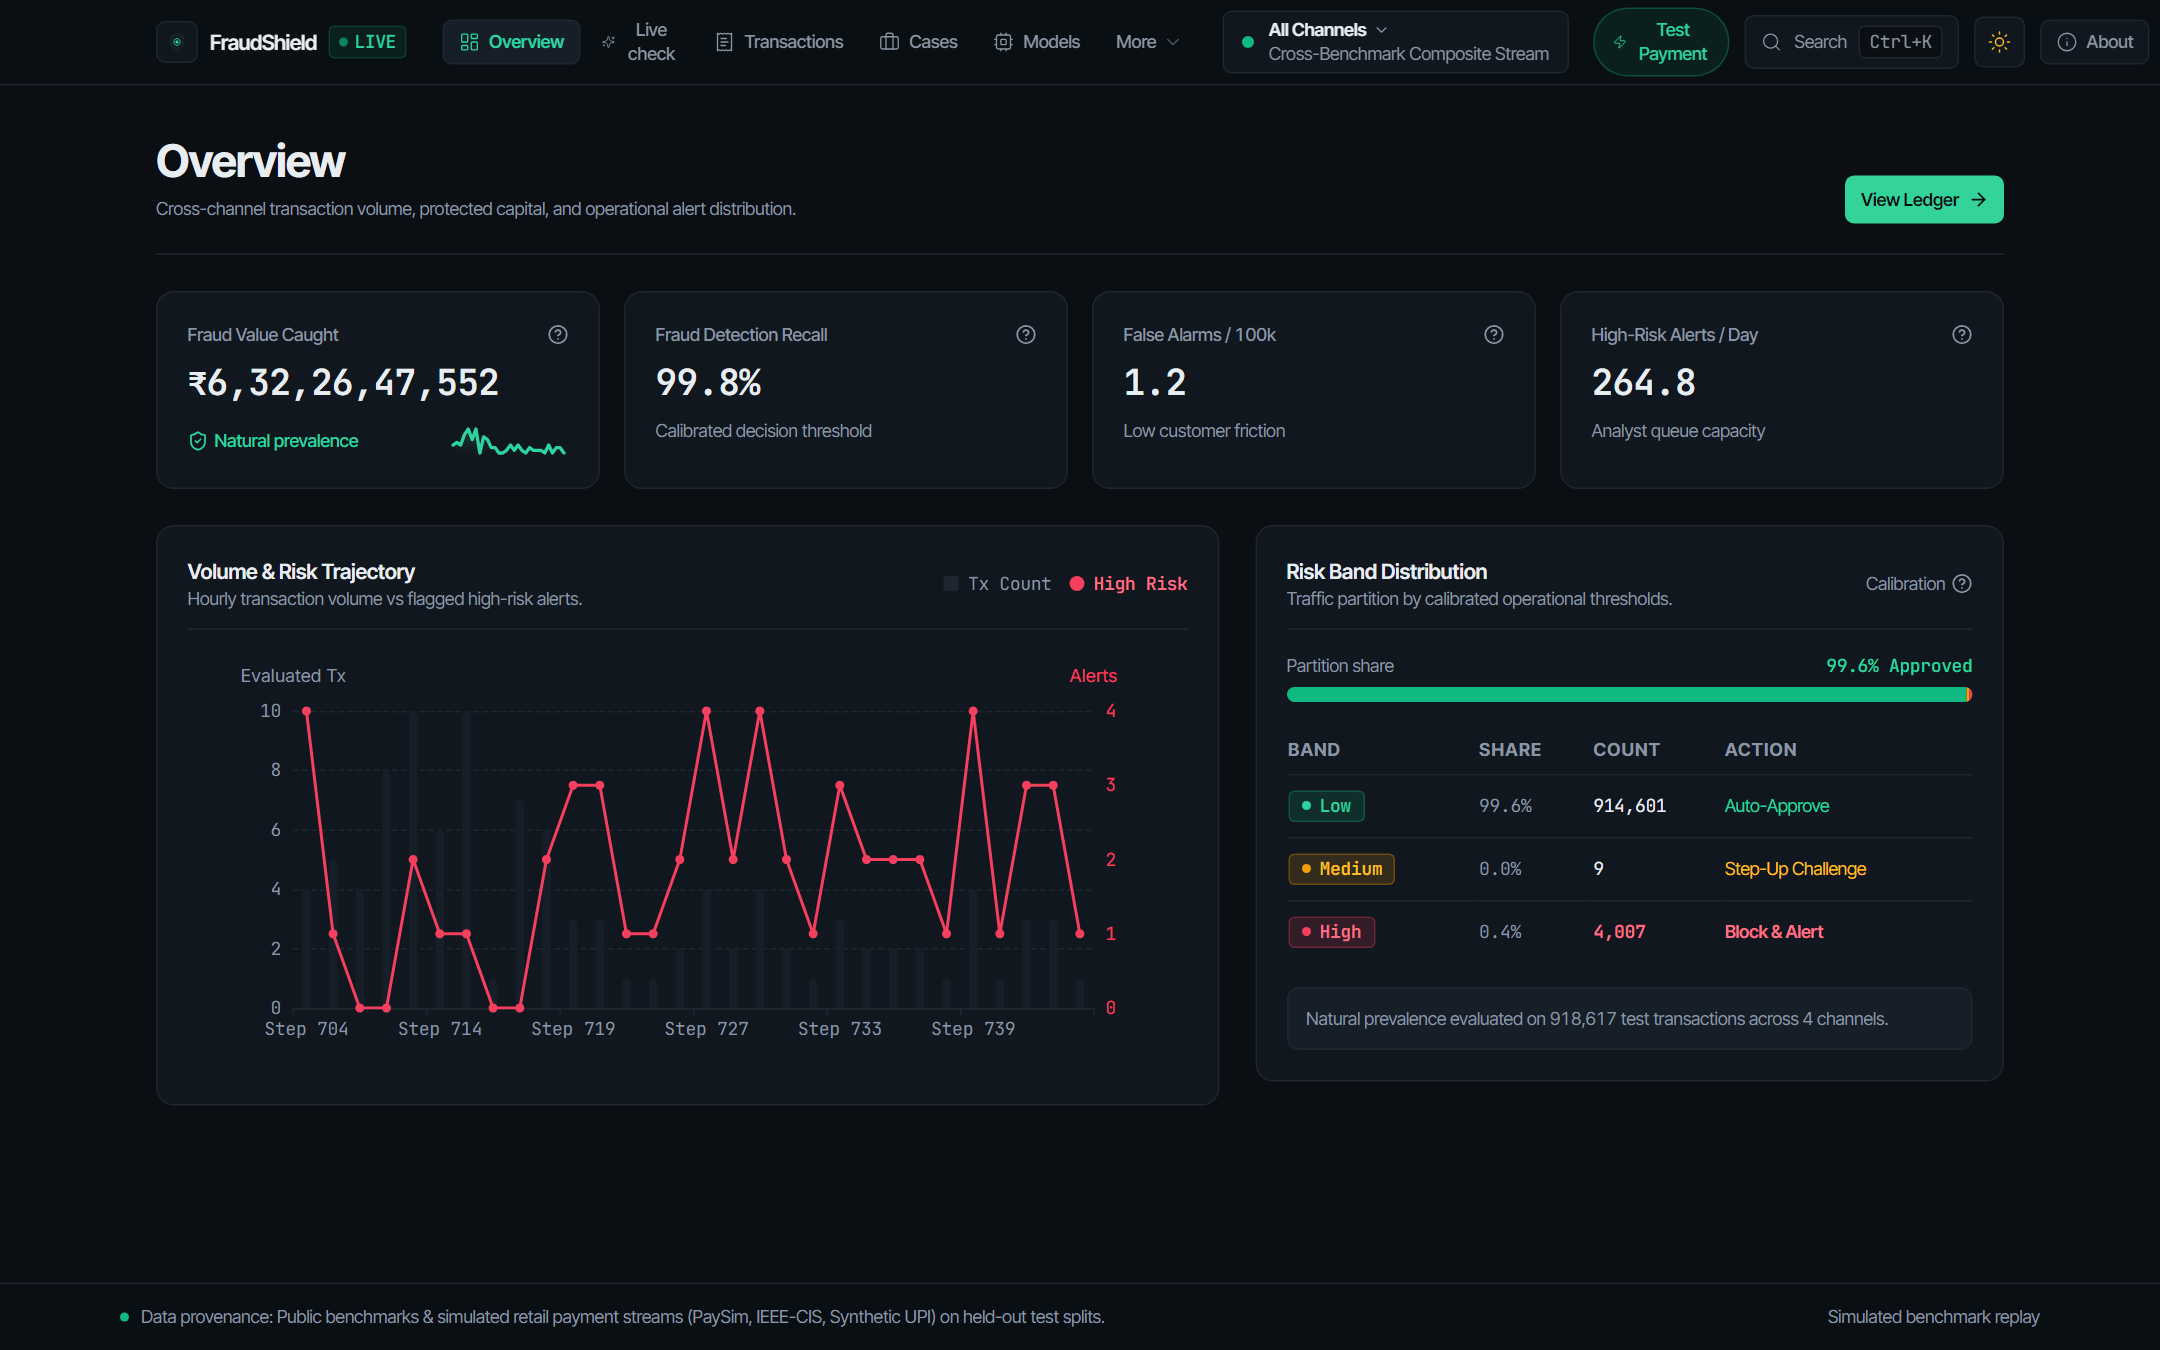 FraudShield
LIVE
Overview
Live check
Transactions
Cases
Models
More
All Channels
Cross-Benchmark Composite Stream
Test Payment
Search
Ctrl+K
About
Overview
Cross-channel transaction volume, protected capital, and operational alert distribution.
View Ledger
Fraud Value Caught
₹6,32,26,47,552
Natural prevalence
Fraud Detection Recall
99.8%
Calibrated decision threshold
False Alarms / 100k
1.2
Low customer friction
High-Risk Alerts / Day
264.8
Analyst queue capacity
Volume & Risk Trajectory
Hourly transaction volume vs flagged high-risk alerts.
Tx Count
High Risk
Evaluated Tx
Alerts
10
8
6
4
2
0
4
3
2
1
0
Step 704
Step 714
Step 719
Step 727
Step 733
Step 739
Risk Band Distribution
Traffic partition by calibrated operational thresholds.
Calibration
Partition share
99.6% Approved
BAND SHARE COUNT ACTION
Low 99.6% 914,601 Auto-Approve
Medium 0.0% 9 Step-Up Challenge
High 0.4% 4,007 Block & Alert
Natural prevalence evaluated on 918,617 test transactions across 4 channels.
Data provenance: Public benchmarks & simulated retail payment streams (PaySim, IEEE-CIS, Synthetic UPI) on held-out test splits.
Simulated benchmark replay